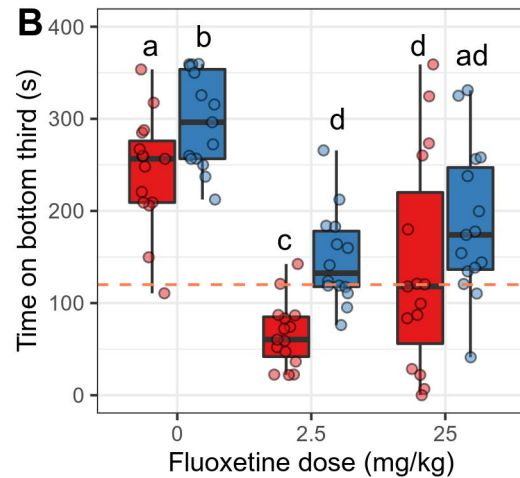 B
Time on bottom third (s)
400
300
200
100
0
a
b
c
d
d
ad
0
2.5
25
Fluoxetine dose (mg/kg)